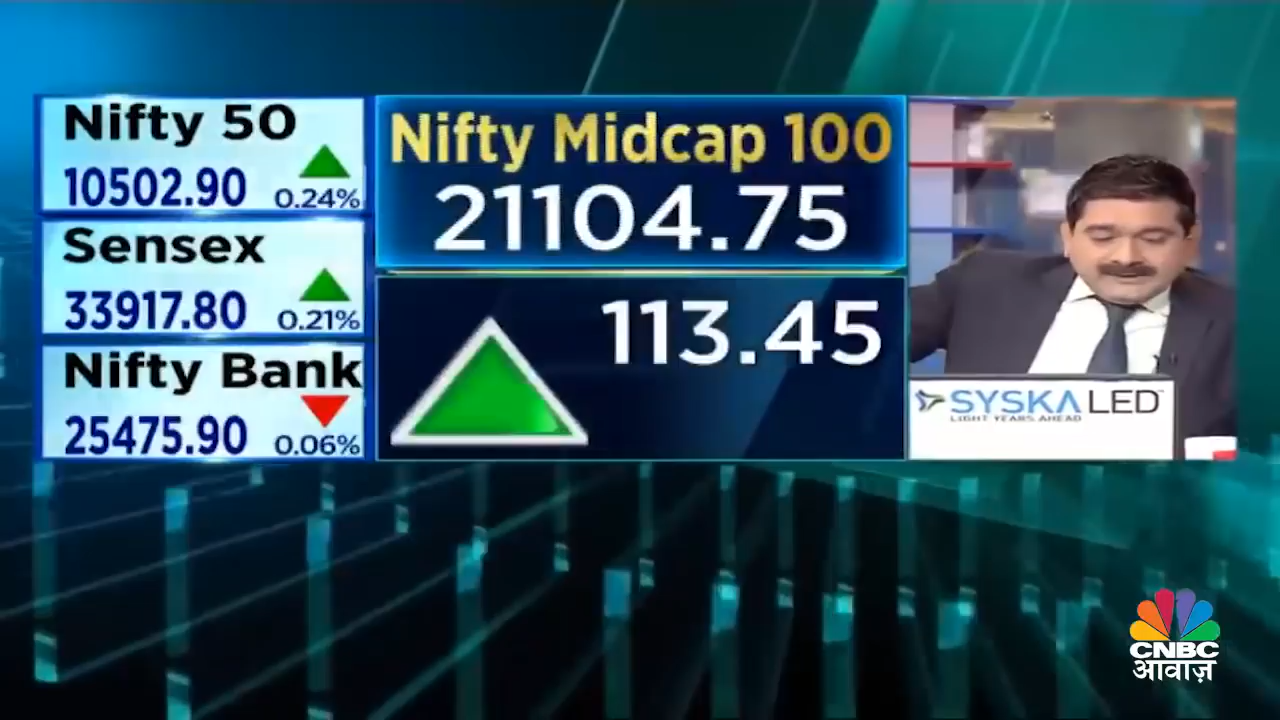 Nifty 50
10502.90 0.24%
Sensex
33917.80 0.21%
Nifty Bank
25475.90 0.06%
Nifty Midcap 100
21104.75
113.45
SYSKA LED
LIGHT YEARS AHEAD
CNBC
आवाज़